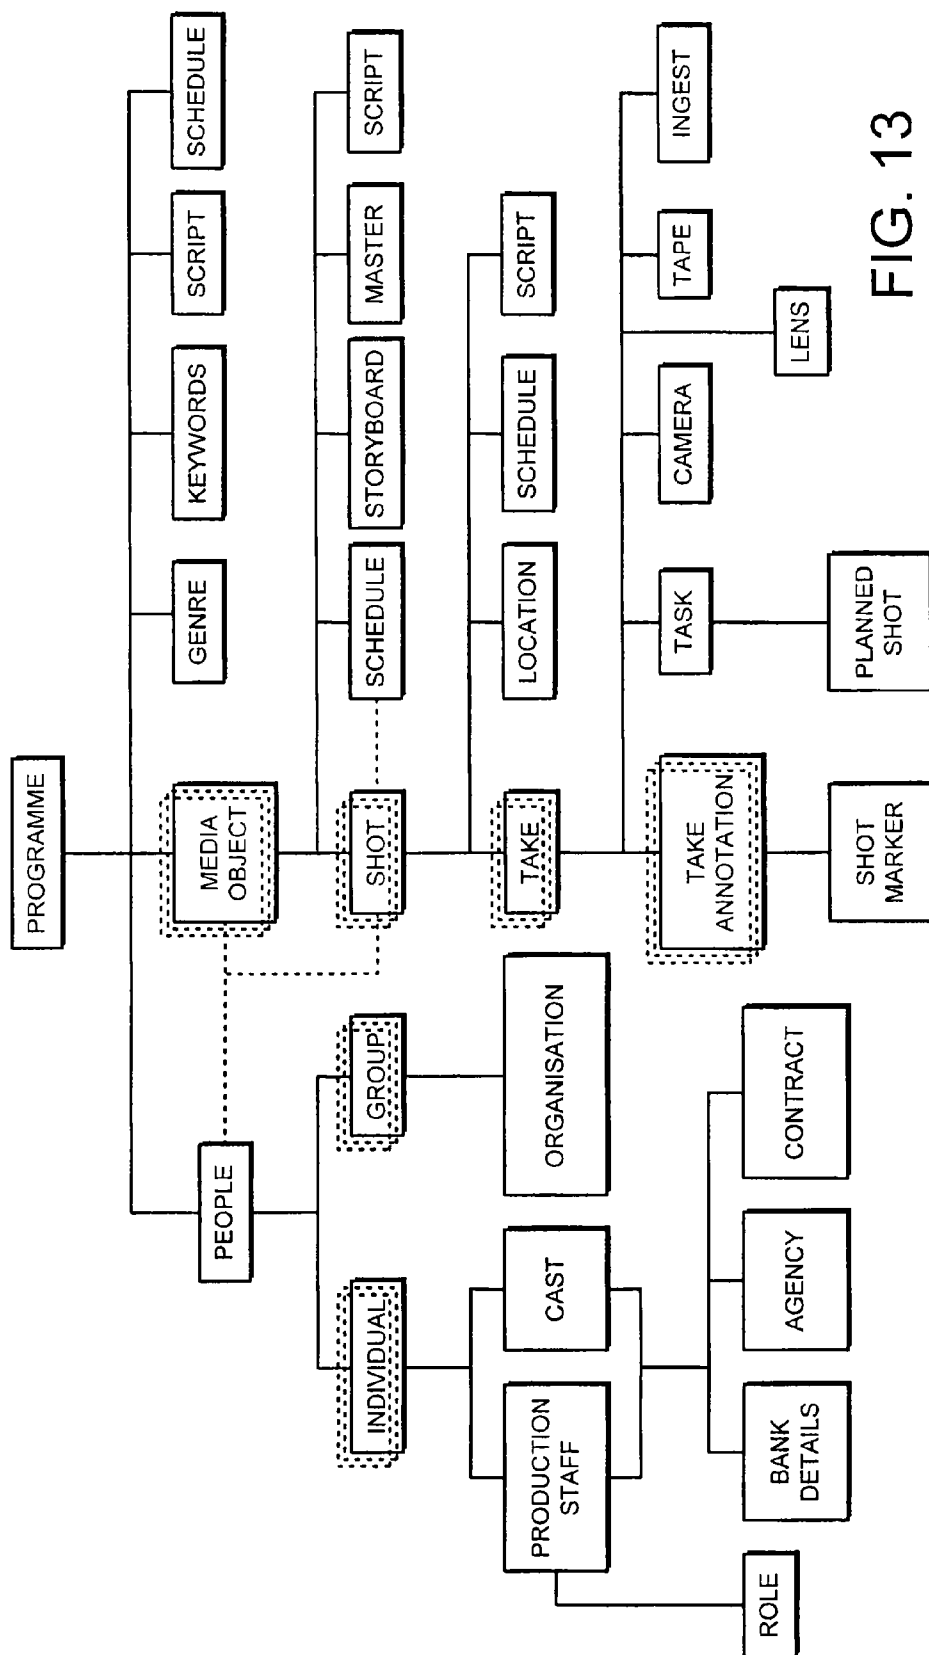 PROGRAMME
PEOPLE
MEDIA
OBJECT
GENRE
KEYWORDS
SCRIPT
SCHEDULE
INDIVIDUAL
GROUP
SHOT
SCHEDULE
STORYBOARD
MASTER
SCRIPT
PRODUCTION
STAFF
CAST
ORGANISATION
TAKE
LOCATION
SCHEDULE
SCRIPT
ROLE
BANK
DETAILS
AGENCY
CONTRACT
TAKE
ANNOTATION
TASK
CAMERA
LENS
TAPE
INGEST
SHOT
MARKER
PLANNED
SHOT
FIG. 13